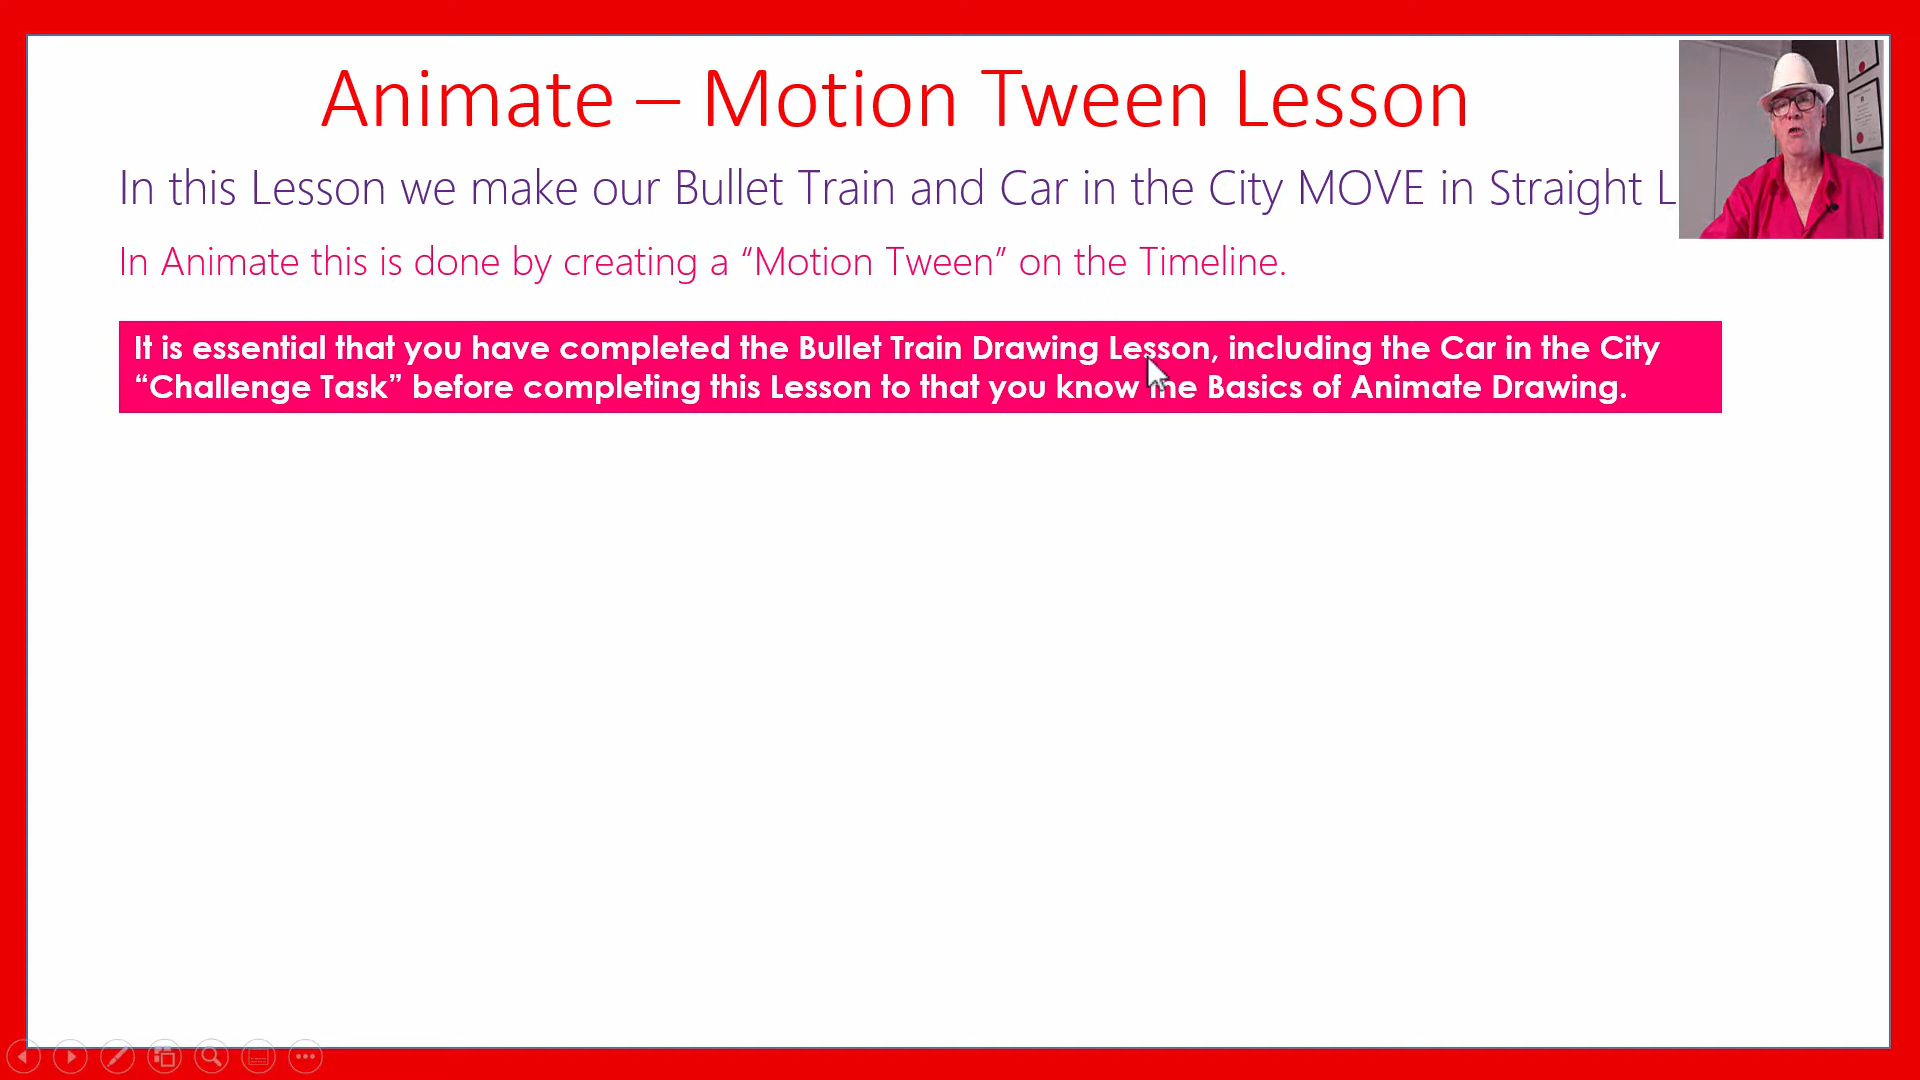 Animate – Motion Tween Lesson
In this Lesson we make our Bullet Train and Car in the City MOVE in Straight L
In Animate this is done by creating a “Motion Tween” on the Timeline.
It is essential that you have completed the Bullet Train Drawing Lesson, including the Car in the City
“Challenge Task” before completing this Lesson to that you know the Basics of Animate Drawing.